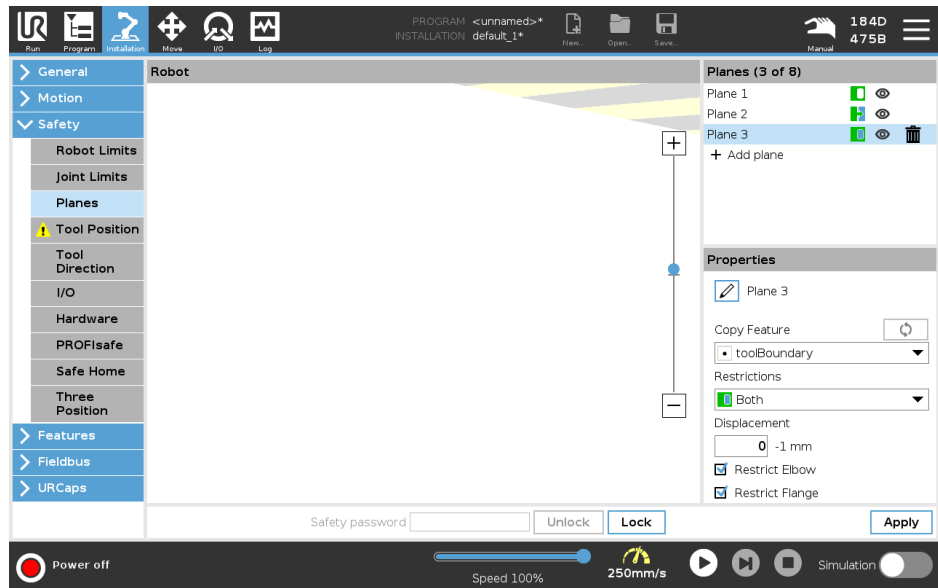 PROGRAM <unnamed>*
INSTALLATION default_1*
Run
Program
Installation
Move
I/O
Log
New...
Open...
Save...
Manual
184D
475B
General
Motion
Safety
Robot Limits
Joint Limits
Planes
Tool Position
Tool
Direction
I/O
Hardware
PROFIsafe
Safe Home
Three
Position
Features
Fieldbus
URCaps
Robot
Planes (3 of 8)
Plane 1
Plane 2
Plane 3
+ Add plane
Properties
Plane 3
Copy Feature
toolBoundary
Restrictions
Both
Displacement
0 -1 mm
Restrict Elbow
Restrict Flange
Safety password
Unlock
Lock
Apply
Power off
Speed 100%
250mm/s
Simulation